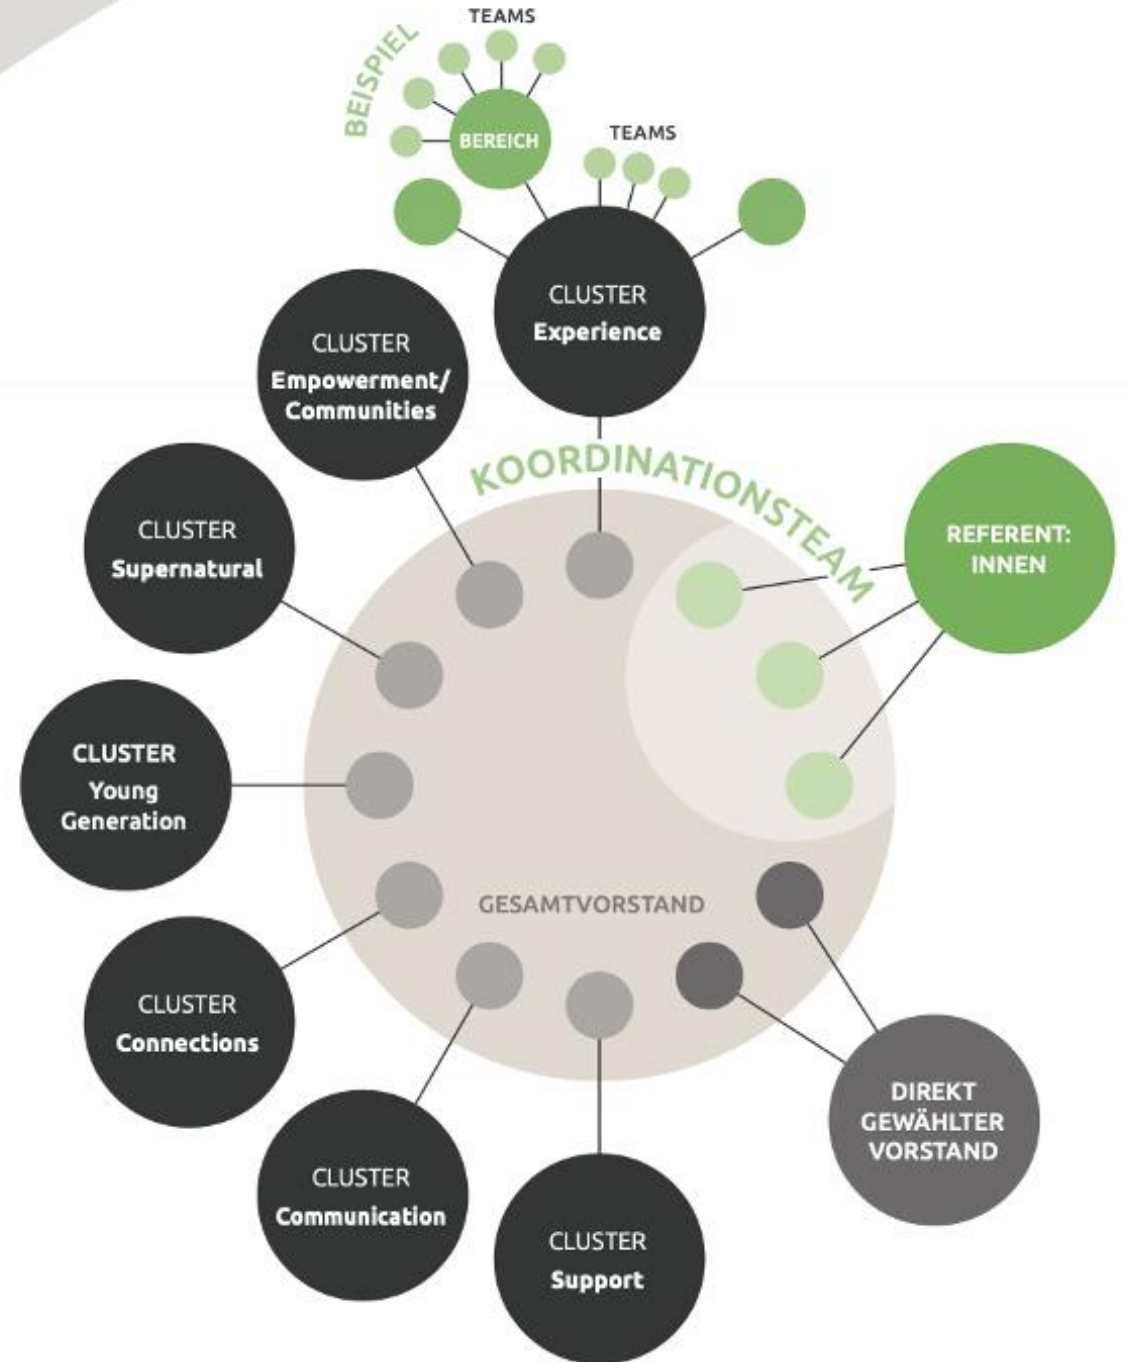 TEAMS
BEISPIEL
BEREICH
TEAMS
CLUSTER
Experience
CLUSTER
Empowerment/
Communities
KOORDINATIONSTEAM
CLUSTER
Supernatural
REFERENT:
INNEN
CLUSTER
Young
Generation
GESAMTVORSTAND
CLUSTER
Connections
DIREKT
GEWÄHLTER
VORSTAND
CLUSTER
Communication
CLUSTER
Support